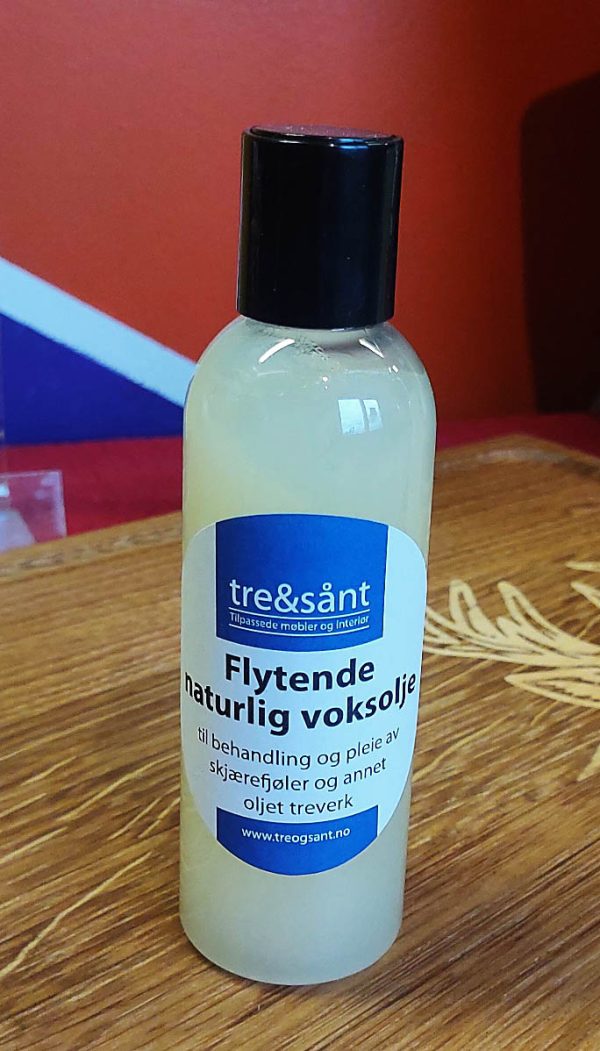 tre&sånt
Tilpassede møbler og Interiør
Flytende
naturlig voksolje
til behandling og pleie av
skjærefjøler og annet
oljet treverk
www.treogsant.no